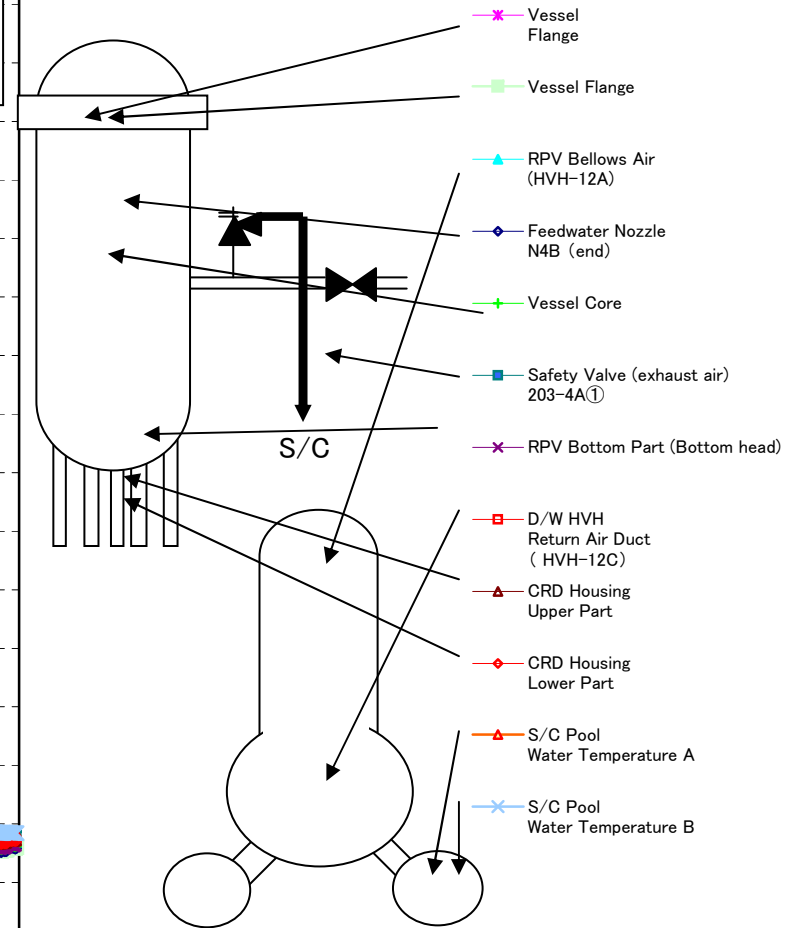 Vessel
Flange
Vessel Flange
RPV Bellows Air
(HVH-12A)
Feedwater Nozzle
N4B (end)
Vessel Core
Safety Valve (exhaust air)
203-4A①
S/C
RPV Bottom Part (Bottom head)
D/W HVH
Return Air Duct
( HVH-12C)
CRD Housing
Upper Part
CRD Housing
Lower Part
S/C Pool
Water Temperature A
S/C Pool
Water Temperature B